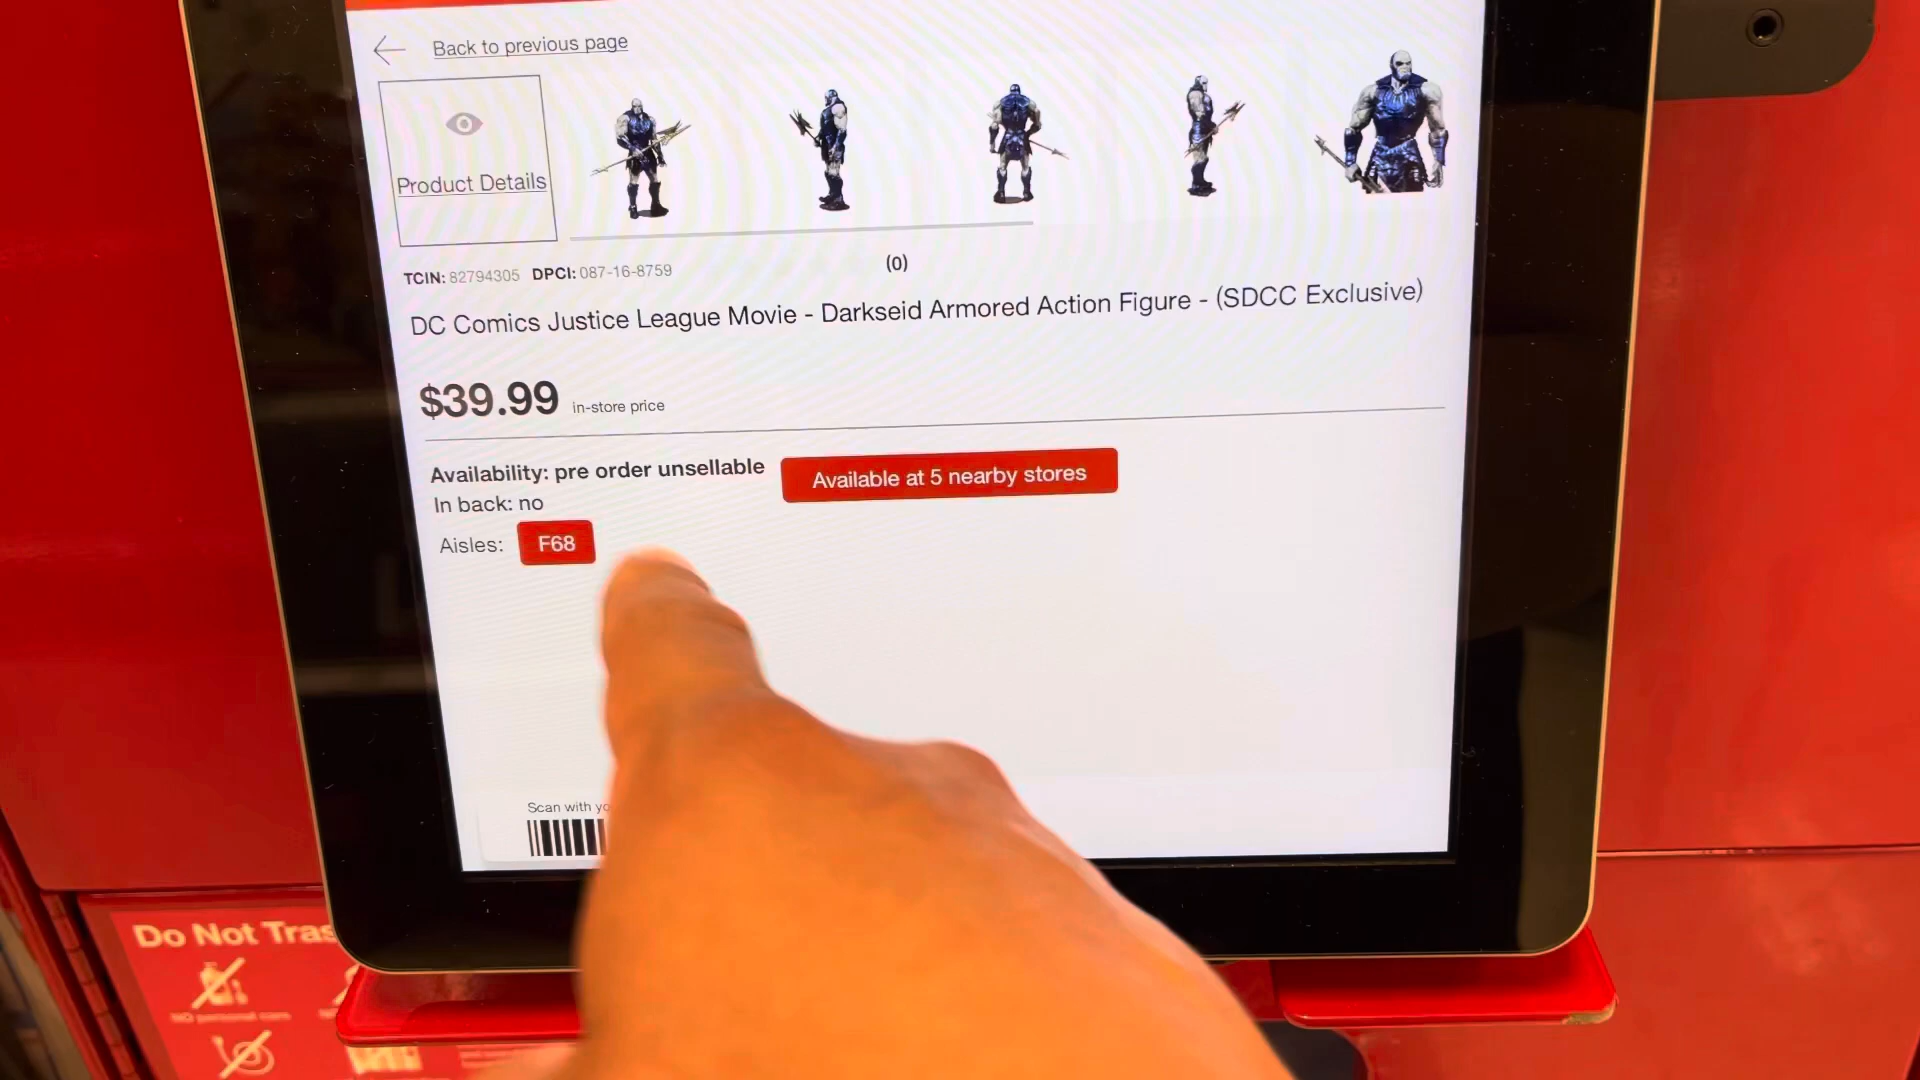 Back to previous page
Product Details
TCIN: 82794305 DPCI: 087-16-8759
(0)
DC Comics Justice League Movie - Darkseid Armored Action Figure - (SDCC Exclusive)
$39.99 in-store price
Availability: pre order unsellable
Available at 5 nearby stores
In back: no
Aisles: F68
Scan with yo
Do Not Tras